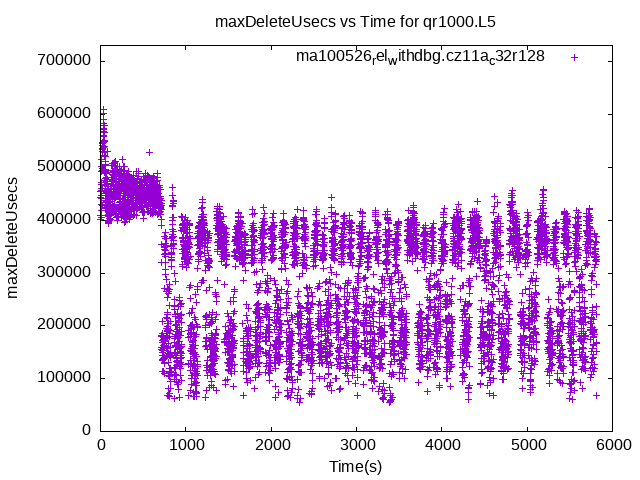 maxDeleteUsecs vs Time for qr1000.L5
ma100526relwithdbg.cz11ac32r128
700000
600000
500000
400000
300000
200000
100000
0
maxDeleteUsecs
0 1000 2000 3000 4000 5000 6000
Time(s)